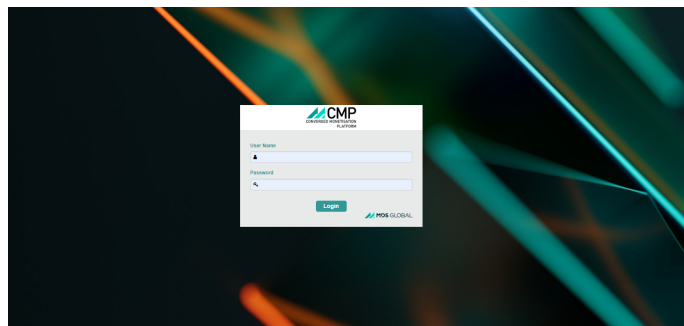 CMP
CONVERGED MONETISATION
PLATFORM
User Name
Password
Login
MDS GLOBAL